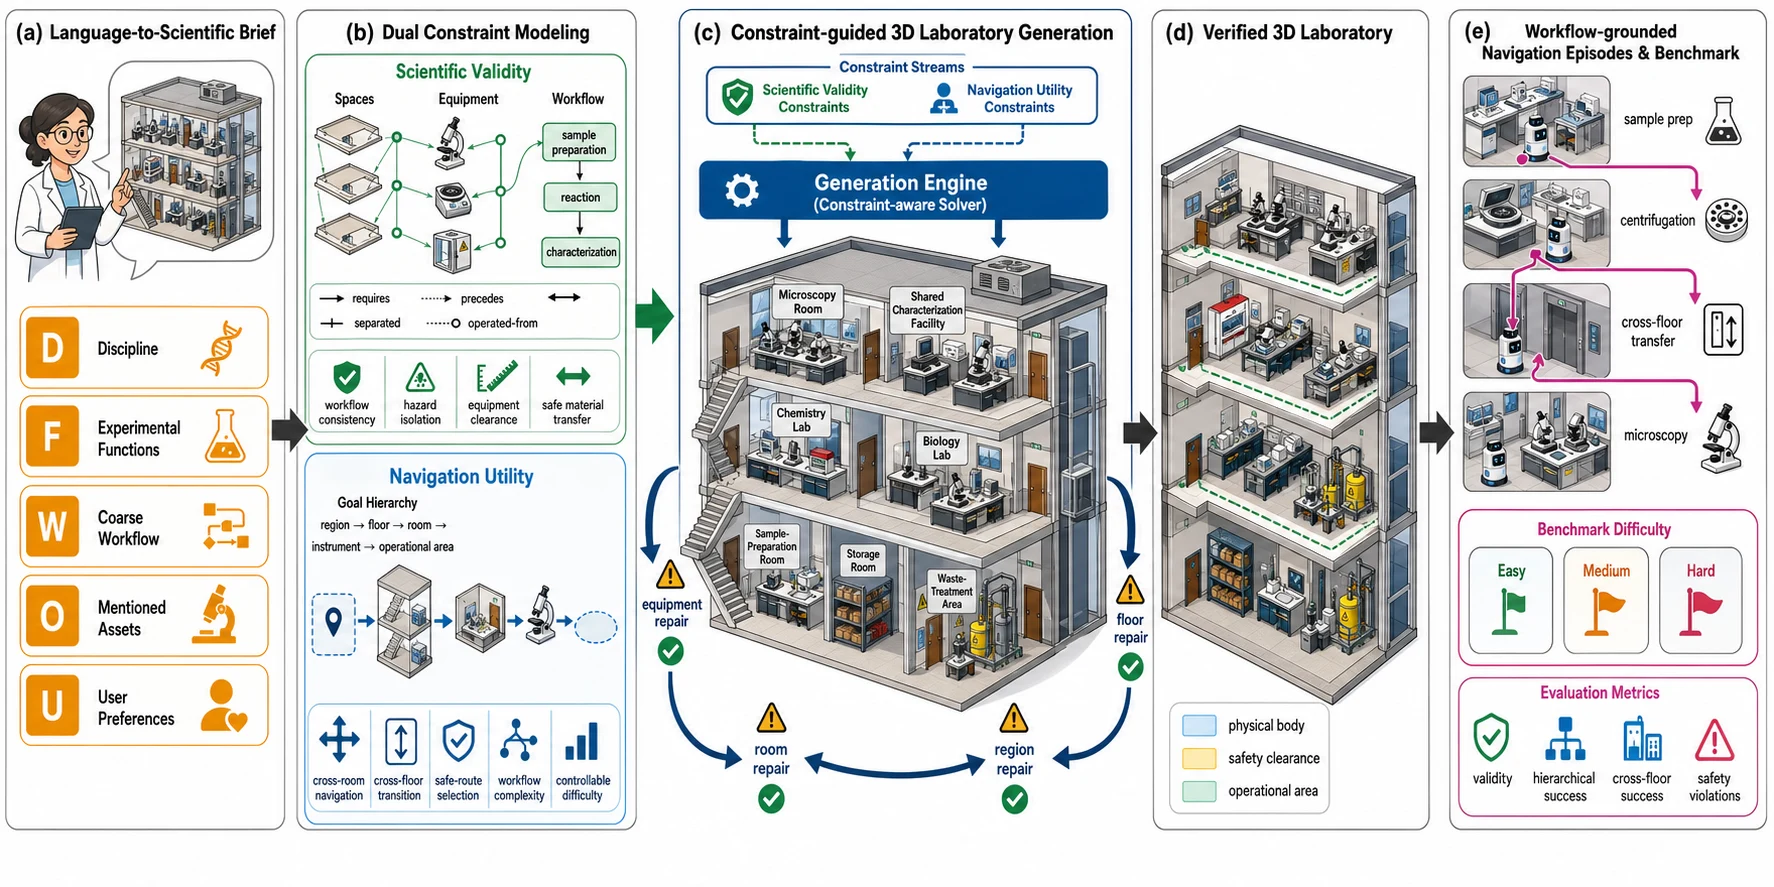 (a) Language-to-Scientific Brief
D
Discipline
F
Experimental
Functions
W
Coarse
Workflow
O
Mentioned
Assets
U
User
Preferences
(b) Dual Constraint Modeling
Scientific Validity
Spaces
Equipment
Workflow
sample
preparation
reaction
characterization
requires
precedes
separated
operated-from
workflow
consistency
hazard
isolation
equipment
clearance
safe material
transfer
Navigation Utility
Goal Hierarchy
region → floor → room →
instrument → operational area
cross-room
navigation
cross-floor
transition
safe-route
selection
workflow
complexity
controllable
difficulty
(c) Constraint-guided 3D Laboratory Generation
Constraint Streams
Scientific Validity
Constraints
Navigation Utility
Constraints
Generation Engine
(Constraint-aware Solver)
Microscopy
Room
Shared
Characterization
Facility
Chemistry
Lab
Biology
Lab
Sample-
Preparation
Room
Storage
Room
Waste-
Treatment
Area
equipment
repair
floor
repair
room
repair
region
repair
(d) Verified 3D Laboratory
physical body
safety clearance
operational area
(e) Workflow-grounded
Navigation Episodes & Benchmark
sample prep
centrifugation
cross-floor
transfer
microscopy
Benchmark Difficulty
Easy
Medium
Hard
Evaluation Metrics
validity
hierarchical
success
cross-floor
success
safety
violations